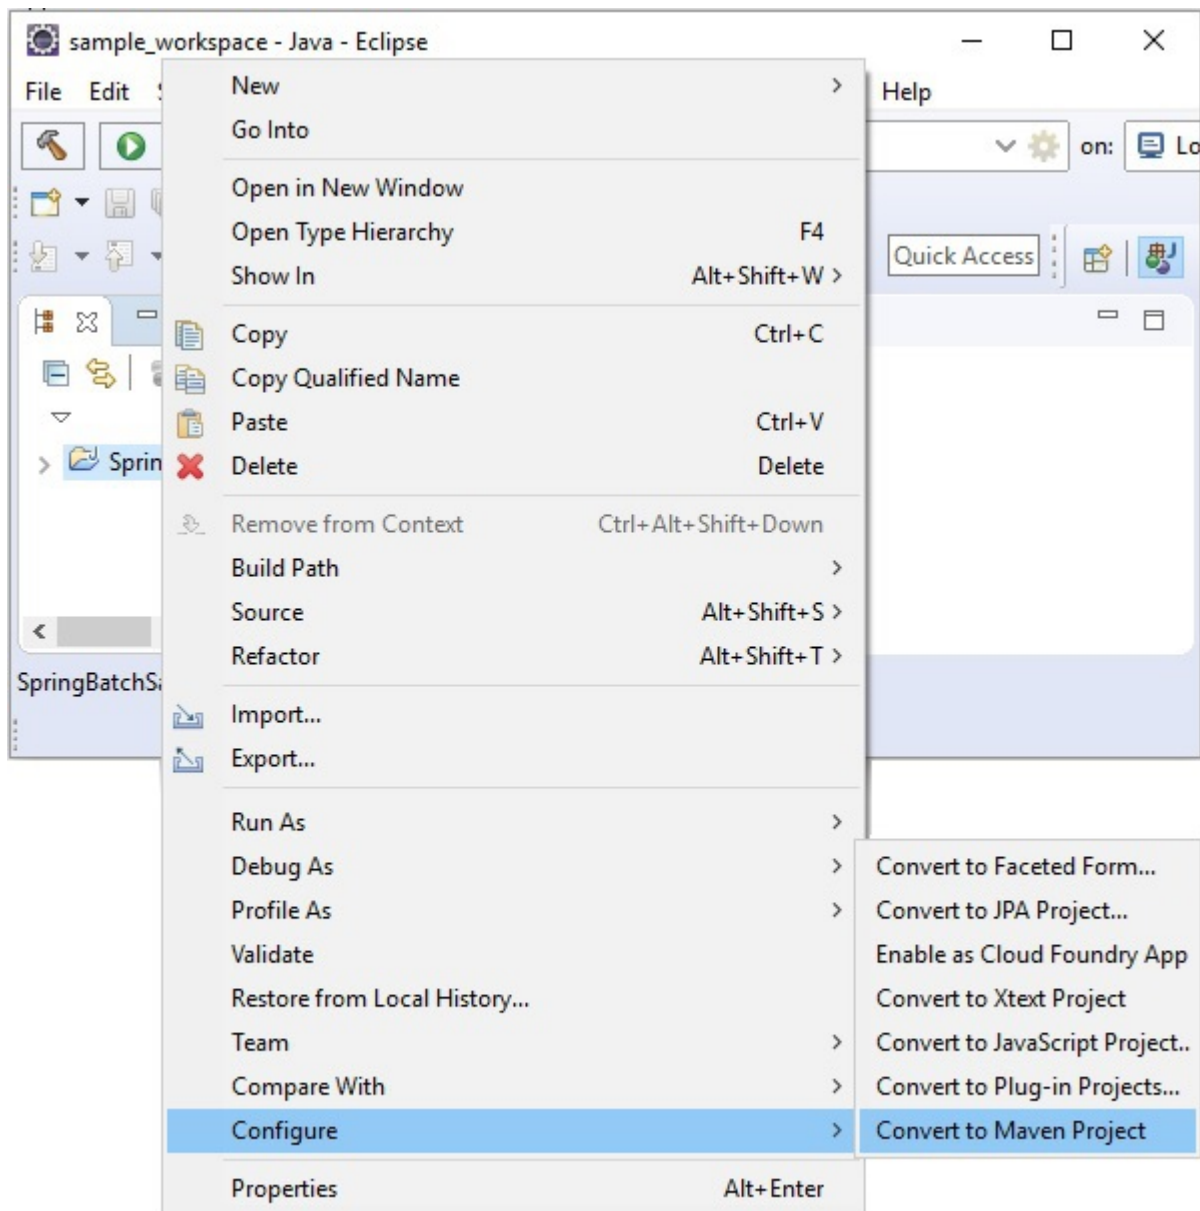 sample_workspace - Java - Eclipse
File Edit Help
on: Lo
Quick Access
Sprin
SpringBatchSa
New
Go Into
Open in New Window
Open Type Hierarchy F4
Show In Alt+Shift+W >
Copy Ctrl+C
Copy Qualified Name
Paste Ctrl+V
Delete Delete
Remove from Context Ctrl+Alt+Shift+Down
Build Path
Source Alt+Shift+S >
Refactor Alt+Shift+T >
Import...
Export...
Run As
Debug As
Profile As
Validate
Restore from Local History...
Team
Compare With
Configure
Properties Alt+Enter
Convert to Faceted Form...
Convert to JPA Project...
Enable as Cloud Foundry App
Convert to Xtext Project
Convert to JavaScript Project..
Convert to Plug-in Projects...
Convert to Maven Project